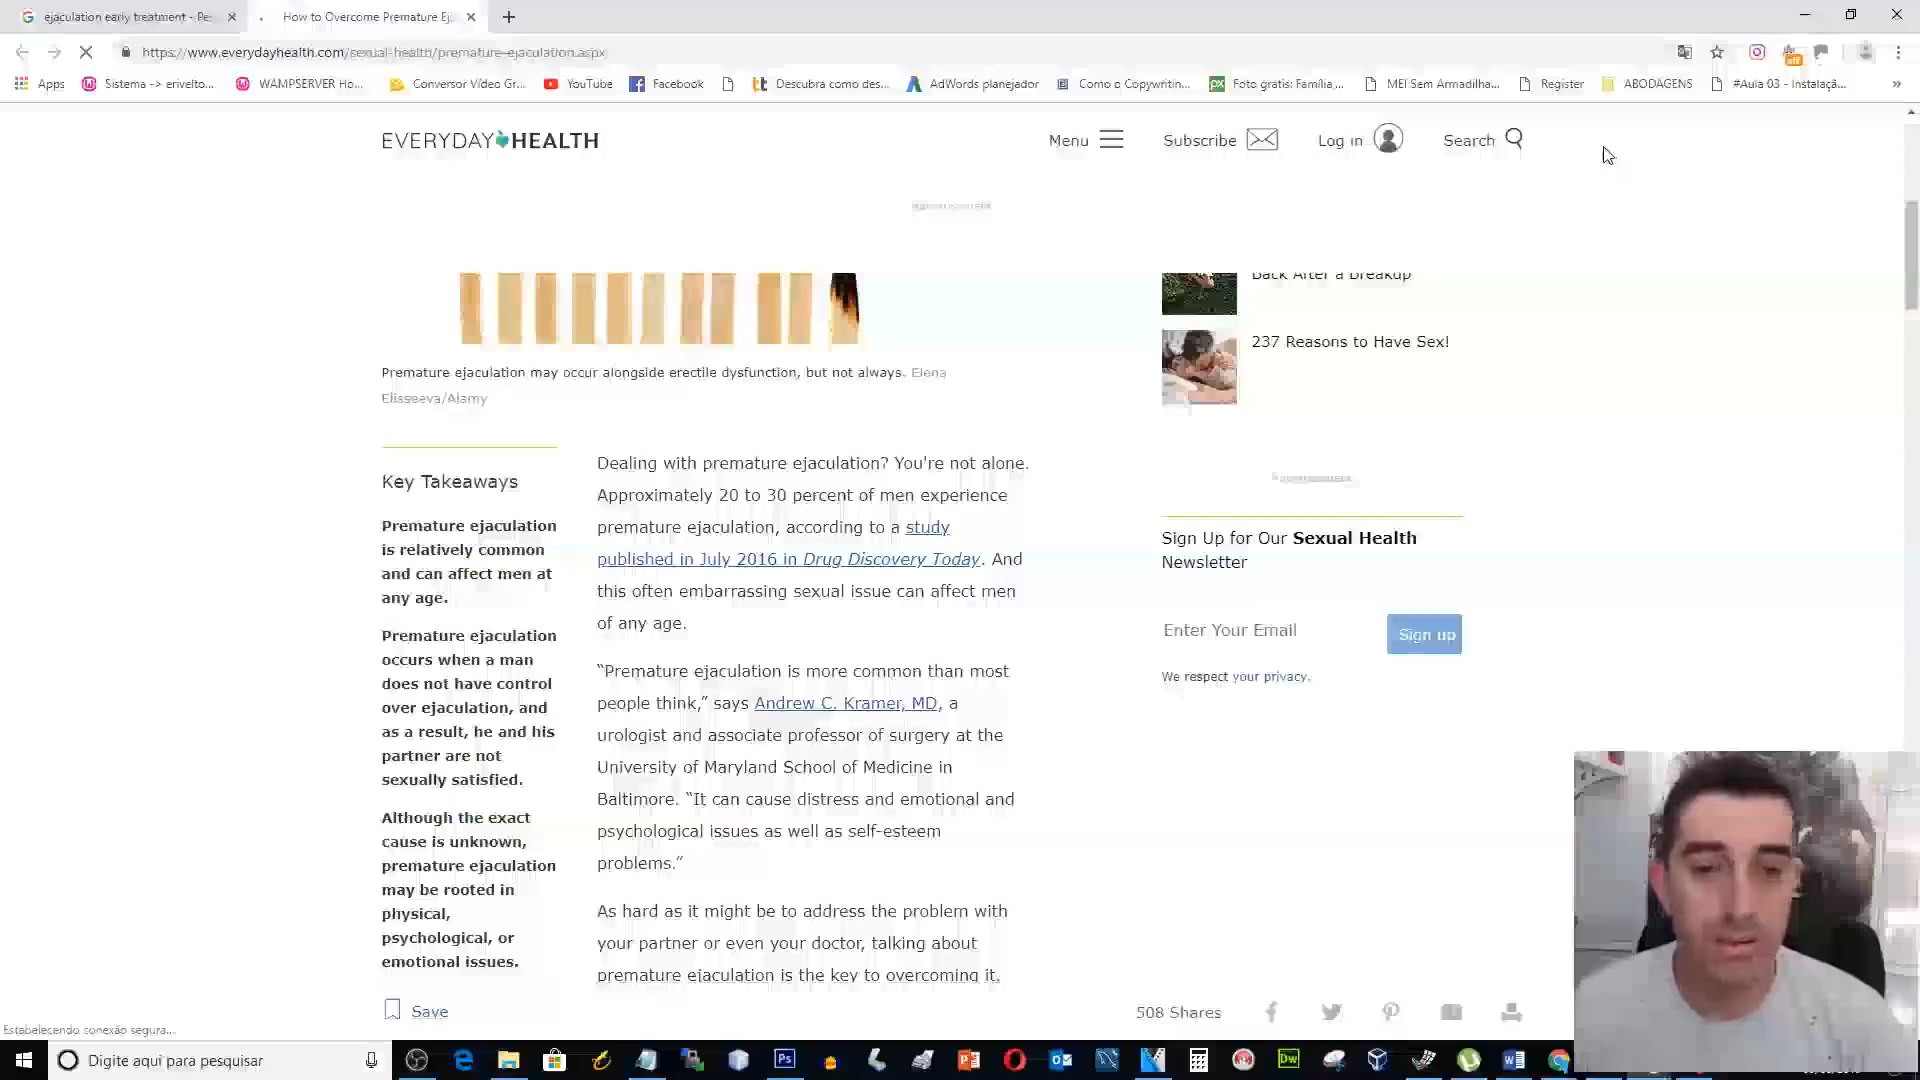 ejaculation early treatment - Pe
How to Overcome Premature Ej
https://www.everydayhealth.com/sexual-health/premature-ejaculation.aspx
Apps
Sistema -> erivelto...
WAMPSERVER Ho...
Conversor Vídeo Gr...
YouTube
Facebook
Descubra como des...
AdWords planejador
Como o Copywritin...
Foto grátis: Família,...
MEI Sem Armadilha...
Register
ABODAGENS
#Aula 03 - Instalaçã...
»
EVERYDAY HEALTH
Menu
Subscribe
Log in
Search
Back After a Breakup
237 Reasons to Have Sex!
Premature ejaculation may occur alongside erectile dysfunction, but not always. Elena
Elisseeva/Alamy
Key Takeaways
Premature ejaculation
is relatively common
and can affect men at
any age.
Premature ejaculation
occurs when a man
does not have control
over ejaculation, and
as a result, he and his
partner are not
sexually satisfied.
Although the exact
cause is unknown,
premature ejaculation
may be rooted in
physical,
psychological, or
emotional issues.
Dealing with premature ejaculation? You're not alone.
Approximately 20 to 30 percent of men experience
premature ejaculation, according to a study
published in July 2016 in Drug Discovery Today. And
this often embarrassing sexual issue can affect men
of any age.
“Premature ejaculation is more common than most
people think,” says Andrew C. Kramer, MD, a
urologist and associate professor of surgery at the
University of Maryland School of Medicine in
Baltimore. “It can cause distress and emotional and
psychological issues as well as self-esteem
problems.”
As hard as it might be to address the problem with
your partner or even your doctor, talking about
premature ejaculation is the key to overcoming it.
Sign Up for Our Sexual Health
Newsletter
Enter Your Email
Sign up
We respect your privacy.
Save
508 Shares
Estabelecendo conexão segura...
Digite aqui para pesquisar